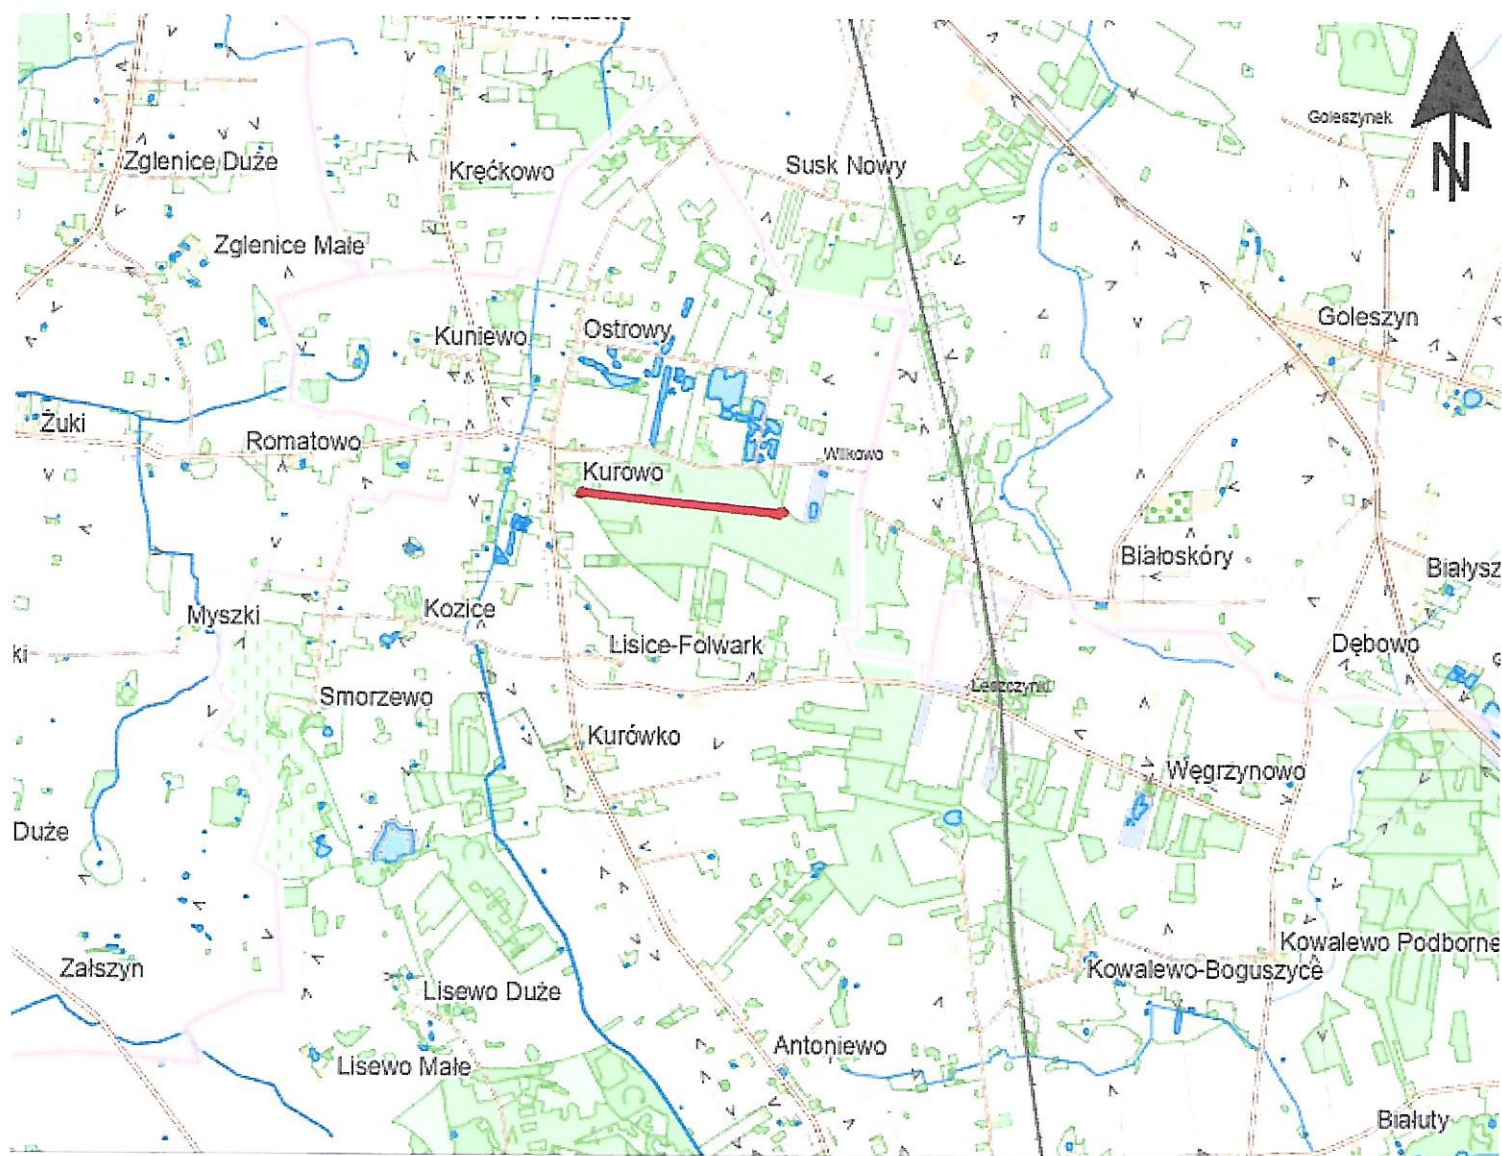 Goleszynek
Zglenice Duże
Kręćkowo
Susk Nowy
N
Zglenice Małe
Goleszyn
Kuniewo
Ostrowy
Żuki
Romatowo
Wilkowo
Kurowo
Białoskóry
Białysz
Myszki
Kozice
Lisice-Folwark
Dębowo
ki
Smorzewo
Leszczynki
Kurówko
Węgrzynowo
Duże
Kowalewo Podborne
Załszyn
Kowalewo-Boguszyce
Lisewo Duże
Antoniewo
Lisewo Małe
Białuty